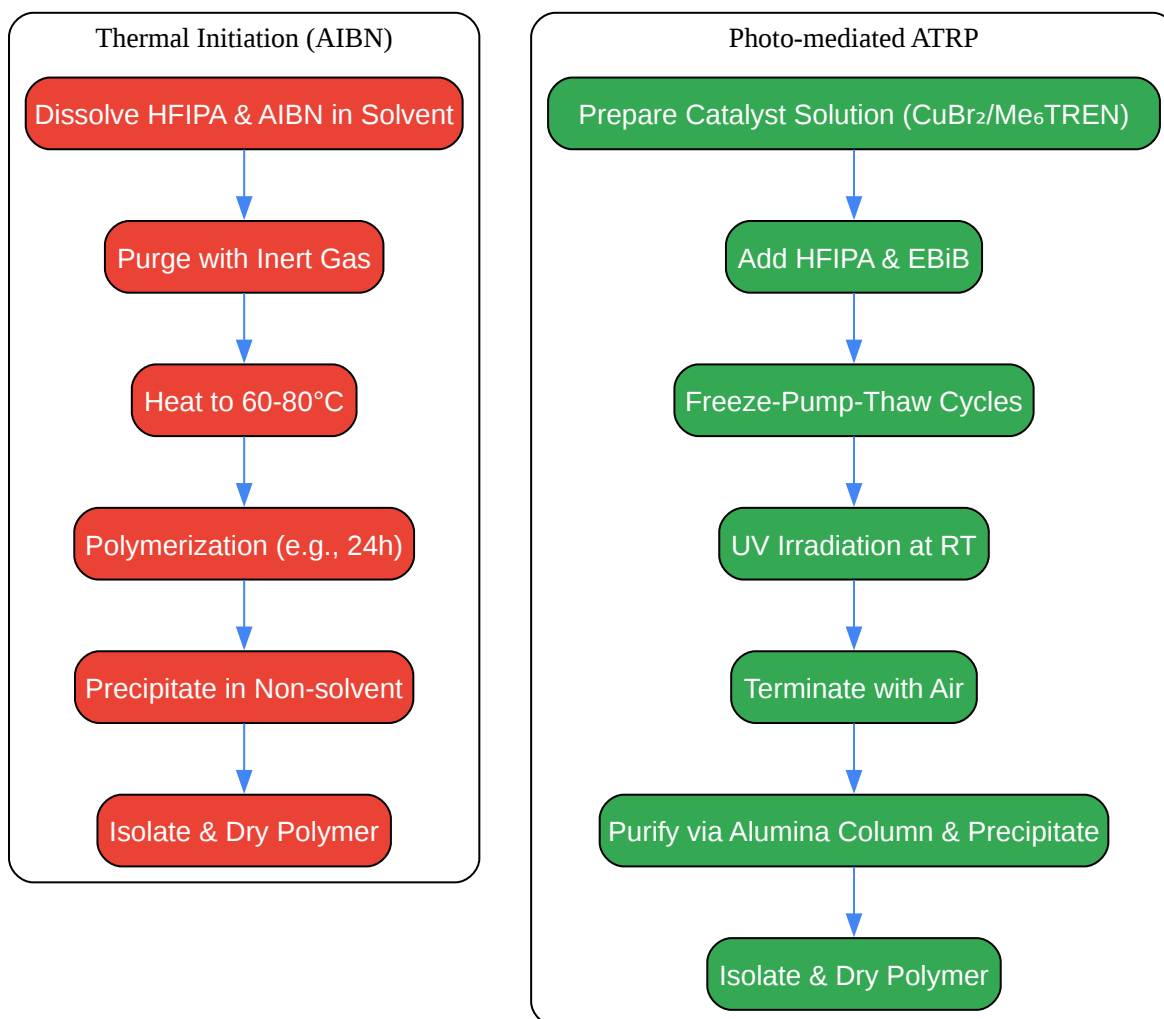 Thermal Initiation (AIBN)
Dissolve HFIPA & AIBN in Solvent
Purge with Inert Gas
Heat to 60-80°C
Polymerization (e.g., 24h)
Precipitate in Non-solvent
Isolate & Dry Polymer
Photo-mediated ATRP
Prepare Catalyst Solution (CuBr₂/Me₆TREN)
Add HFIPA & EBiB
Freeze-Pump-Thaw Cycles
UV Irradiation at RT
Terminate with Air
Purify via Alumina Column & Precipitate
Isolate & Dry Polymer